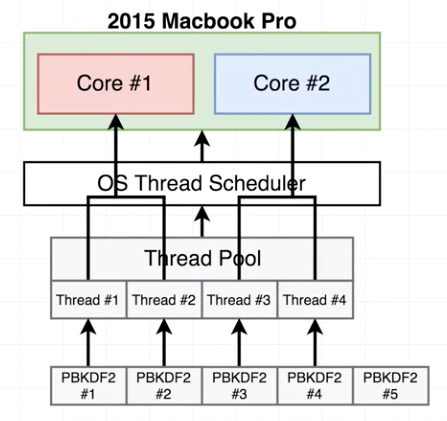 2015 Macbook Pro
Core #1
Core #2
OS Thread Scheduler
Thread Pool
Thread #1
Thread #2
Thread #3
Thread #4
PBKDF2
#1
PBKDF2
#2
PBKDF2
#3
PBKDF2
#4
PBKDF2
#5